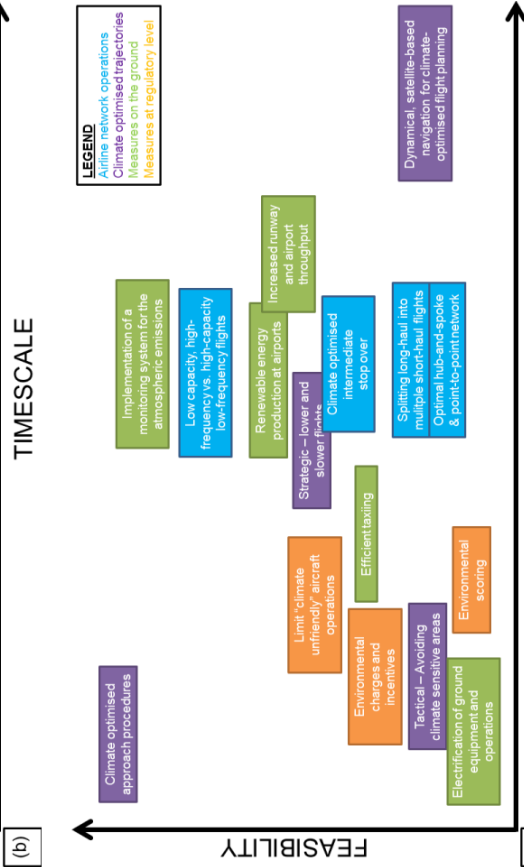 (b)
TIMESCALE
FEASIBILITY
LEGEND
Airline network operations
Climate optimised trajectories
Measures on the ground
Measures at regulatory level
Climate optimised
approach procedures
Implementation of a
monitoring system for the
atmospheric emissions
Low capacity, high-
frequency vs. high-capacity
low-frequency flights
Renewable energy
production at airports
Increased runway
and airport
throughput
Strategic – lower and
slower flights
Climate optimised
intermediate
stop over
Limit "climate
unfriendly" aircraft
operations
Efficient taxiing
Environmental
charges and
incentives
Splitting long-haul into
mulitple short-haul flights
Optimal hub-and-spoke
& point-to-point network
Dynamical, satellite-based
navigation for climate-
optimised flight planning
Tactical – Avoiding
climate sensitive areas
Environmental
scoring
Electrification of ground
equipment and
operations